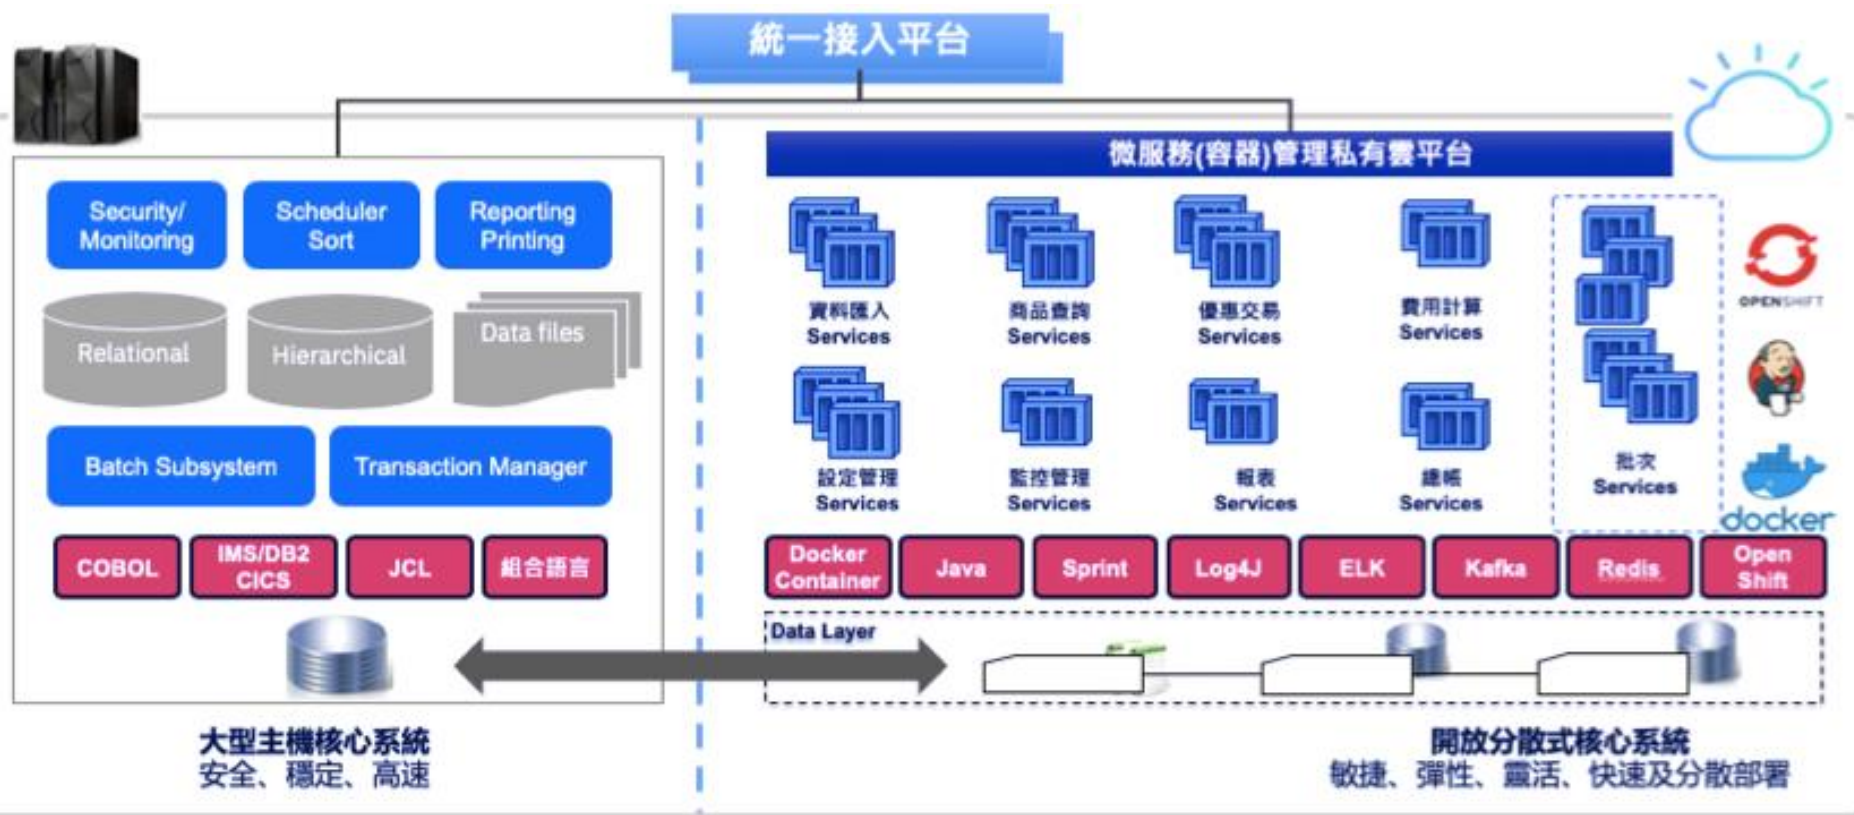 統一接入平台
Security/
Monitoring
Scheduler
Sort
Reporting
Printing
Relational
Hierarchical
Data files
Batch Subsystem
Transaction Manager
COBOL
IMS/DB2
CICS
JCL
組合語言
大型主機核心系統
安全、穩定、高速
微服務(容器)管理私有雲平台
資料匯入
Services
商品查詢
Services
優惠交易
Services
費用計算
Services
設定管理
Services
監控管理
Services
報表
Services
總帳
Services
批次
Services
OPENSHIFT
docker
Docker
Container
Java
Sprint
Log4J
ELK
Kafka
Redis
Open
Shift
Data Layer
開放分散式核心系統
敏捷、彈性、靈活、快速及分散部署